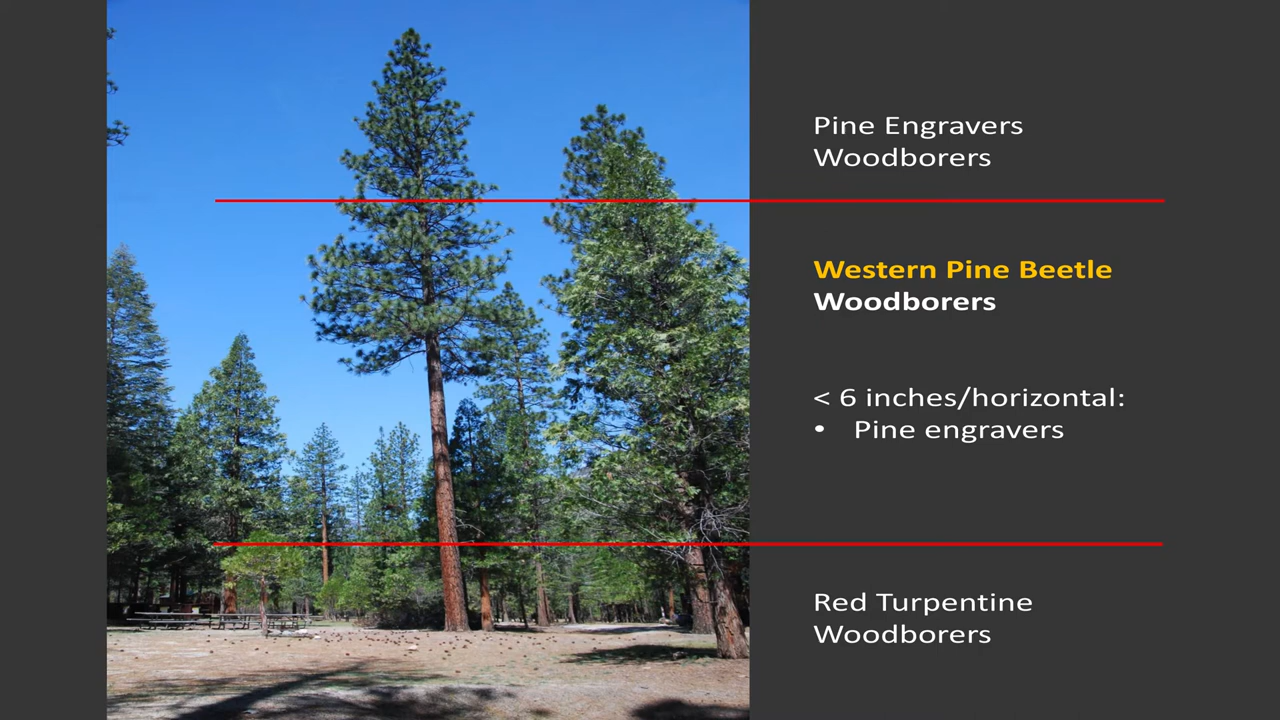 Pine Engravers
Woodborers
Western Pine Beetle
Woodborers
< 6 inches/horizontal:
• Pine engravers
Red Turpentine
Woodborers